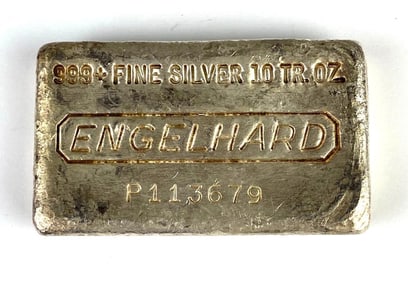 999+ FINE SILVER 10 TR. OZ
ENGELHARD
P113679